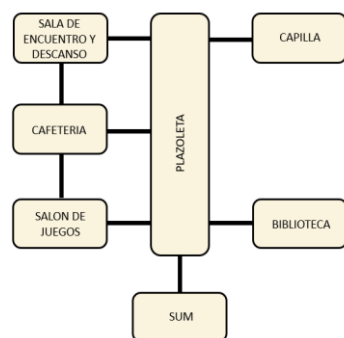 SALA DE
ENCUENTRO Y
DESCANSO
CAPILLA
CAFETERIA
PLAZOLETA
SALON DE
JUEGOS
BIBLIOTECA
SUM